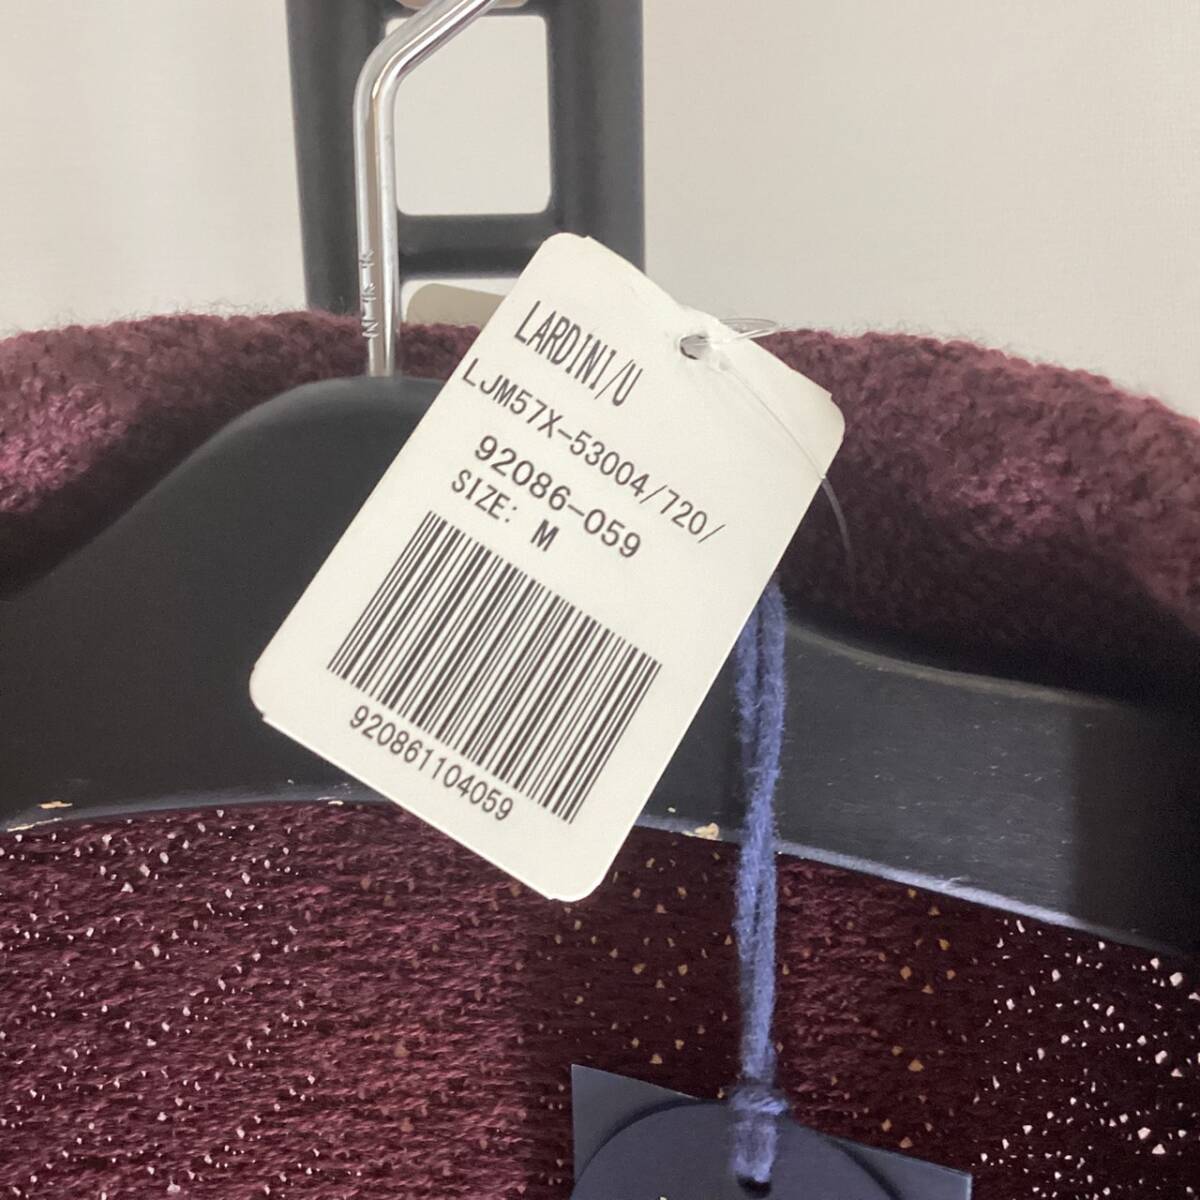 LARDINI/U
LJM57X-53004/720/
92086-059
SIZE: M
920861104059